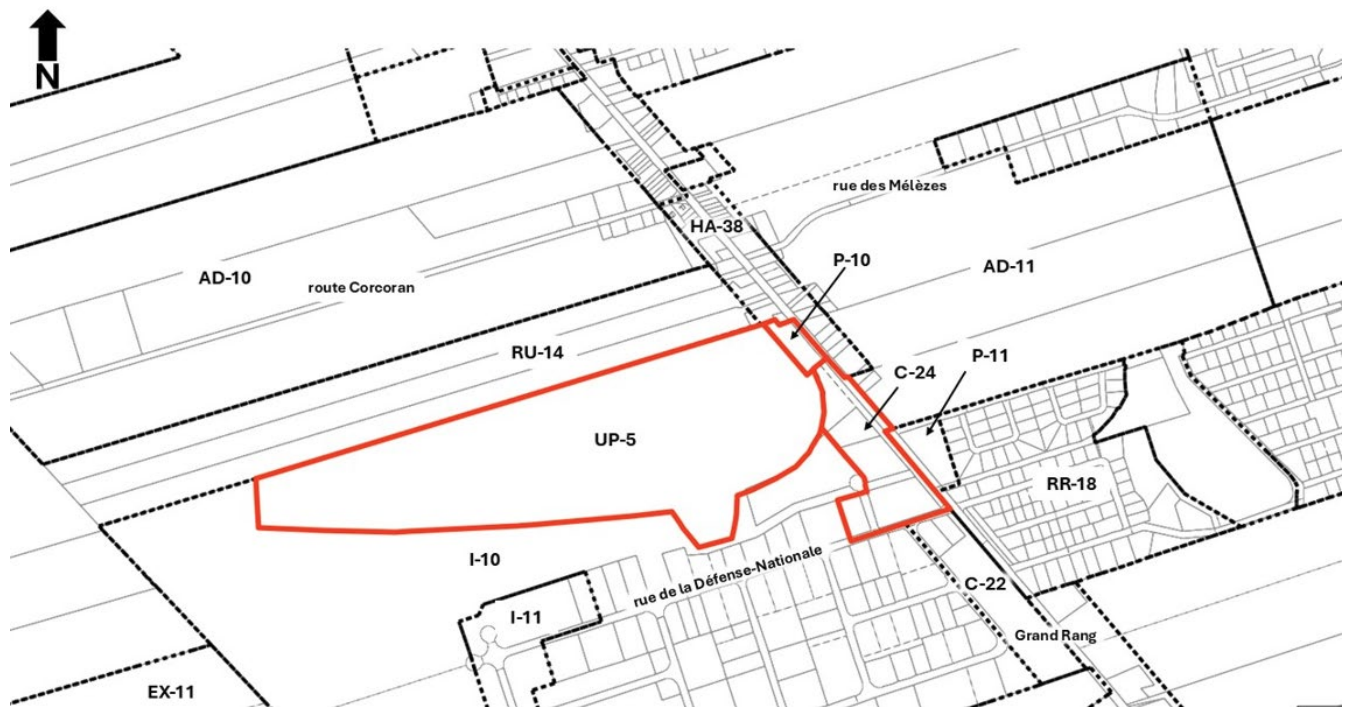 N
rue des Mélèzes
HA-38
P-10
AD-10
AD-11
route Corcoran
RU-14
P-11
C-24
UP-5
RR-18
I-10
rue de la Défense-Nationale
C-22
I-11
Grand Rang
EX-11